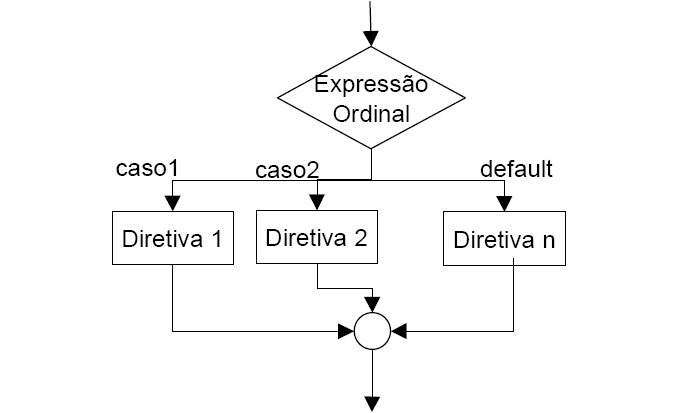 Expressão
Ordinal
caso1
caso2
default
Diretiva 1
Diretiva 2
Diretiva n